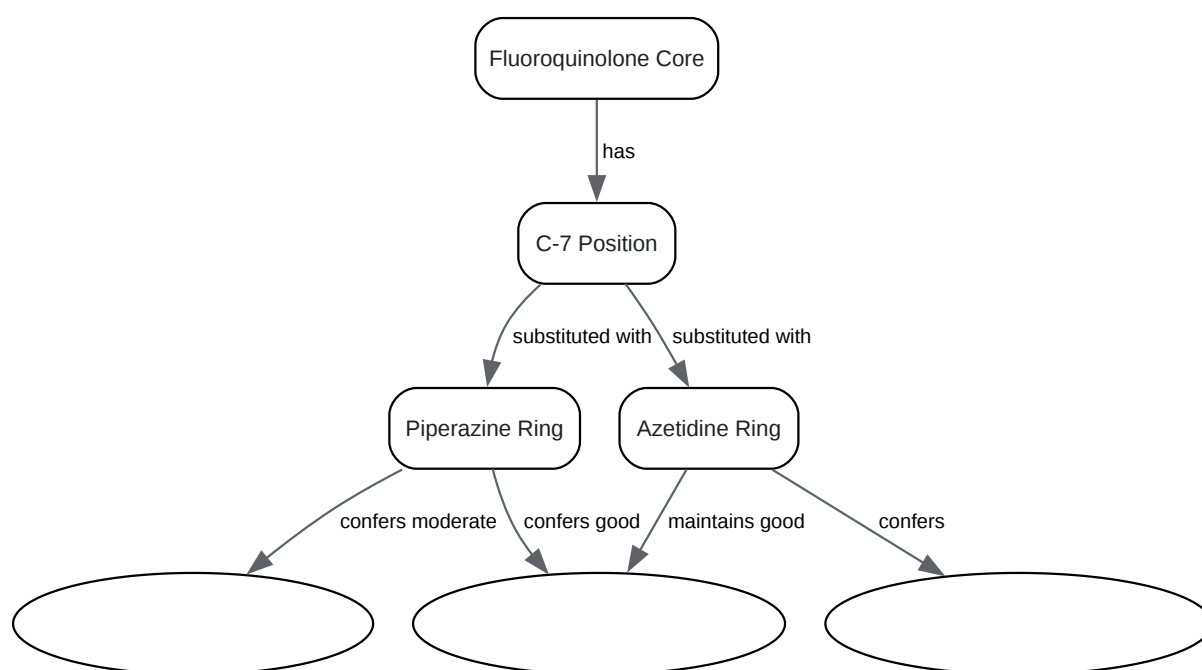 Fluoroquinolone Core
has
C-7 Position
substituted with
substituted with
Piperazine Ring
Azetidine Ring
confers moderate
confers good
maintains good
confers